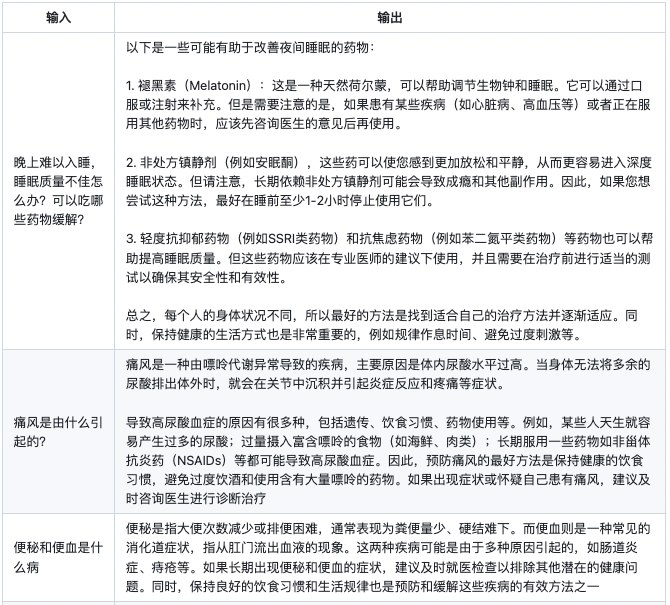 输入
输出
晚上难以入睡，
睡眠质量不佳怎
么办？可以吃哪
些药物缓解？
以下是一些可能有助于改善夜间睡眠的药物：
1. 褪黑素（Melatonin）：这是一种天然荷尔蒙，可以帮助调节生物钟和睡眠。它可以通过口
服或注射来补充。但是需要注意的是，如果患有某些疾病（如心脏病、高血压等）或者正在服
用其他药物时，应该先咨询医生的意见后再使用。
2. 非处方镇静剂（例如安眠酮），这些药可以使您感到更加放松和平静，从而更容易进入深度
睡眠状态。但请注意，长期依赖非处方镇静剂可能会导致成瘾和其他副作用。因此，如果您想
尝试这种方法，最好在睡前至少1-2小时停止使用它们。
3. 轻度抗抑郁药物（例如SSRI类药物）和抗焦虑药物（例如苯二氮平类药物）等药物也可以帮
助提高睡眠质量。但这些药物应该在专业医师的建议下使用，并且需要在治疗前进行适当的测
试以确保其安全性和有效性。
总之，每个人的身体状况不同，所以最好的方法是找到适合自己的治疗方法并逐渐适应。同
时，保持健康的生活方式也是非常重要的，例如规律作息时间、避免过度刺激等。
痛风是由什么引
起的？
痛风是一种由嘌呤代谢异常导致的疾病，主要原因是体内尿酸水平过高。当身体无法将多余的
尿酸排出体外时，就会在关节中沉积并引起炎症反应和疼痛等症状。
导致高尿酸血症的原因有很多种，包括遗传、饮食习惯、药物使用等。例如，某些人天生就容
易产生过多的尿酸；过量摄入富含嘌呤的食物（如海鲜、肉类）；长期服用一些药物如非甾体
抗炎药（NSAIDs）等都可能导致高尿酸血症。因此，预防痛风的最好方法是保持健康的饮食
习惯，避免过度饮酒和使用含有大量嘌呤的药物。如果出现症状或怀疑自己患有痛风，建议及
时咨询医生进行诊断治疗
便秘和便血是什
么病
便秘是指大便次数减少或排便困难，通常表现为粪便量少、硬结难下。而便血则是一种常见的
消化道症状，指从肛门流出血液的现象。这两种疾病可能是由于多种原因引起的，如肠道炎
症、痔疮等。如果长期出现便秘和便血的症状，建议及时就医检查以排除其他潜在的健康问
题。同时，保持良好的饮食习惯和生活规律也是预防和缓解这些疾病的有效方法之一